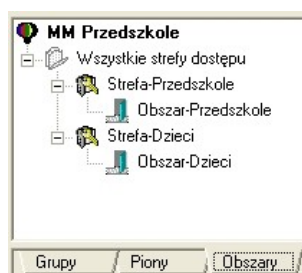 MM Przedszkole
Wszystkie strefy dostępu
Strefa-Przedszkole
Obszar-Przedszkole
Strefa-Dzieci
Obszar-Dzieci
Grupy Piony Obszary